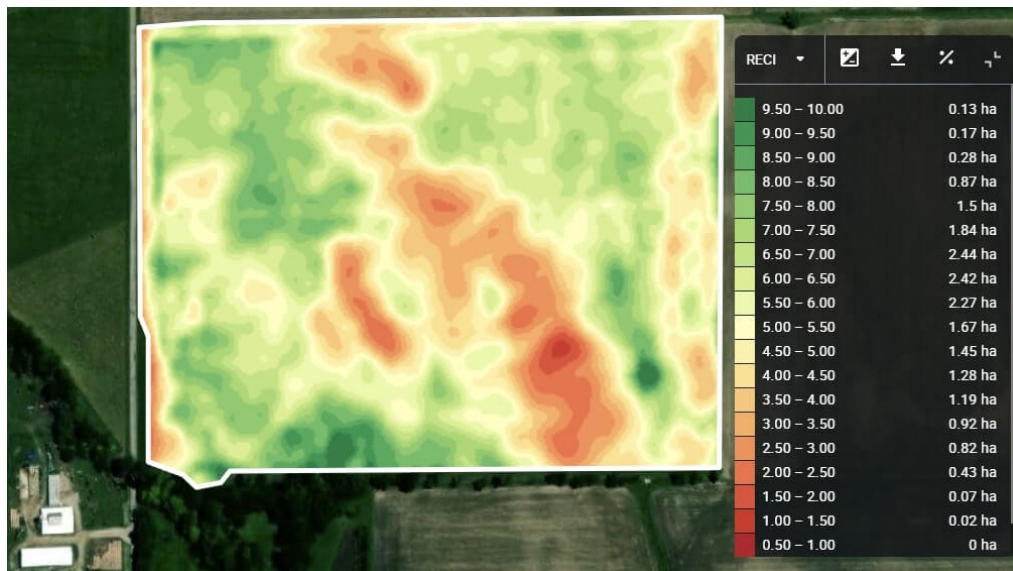 RECI
9.50 – 10.00 0.13 ha
9.00 – 9.50 0.17 ha
8.50 – 9.00 0.28 ha
8.00 – 8.50 0.87 ha
7.50 – 8.00 1.5 ha
7.00 – 7.50 1.84 ha
6.50 – 7.00 2.44 ha
6.00 – 6.50 2.42 ha
5.50 – 6.00 2.27 ha
5.00 – 5.50 1.67 ha
4.50 – 5.00 1.45 ha
4.00 – 4.50 1.28 ha
3.50 – 4.00 1.19 ha
3.00 – 3.50 0.92 ha
2.50 – 3.00 0.82 ha
2.00 – 2.50 0.43 ha
1.50 – 2.00 0.07 ha
1.00 – 1.50 0.02 ha
0.50 – 1.00 0 ha